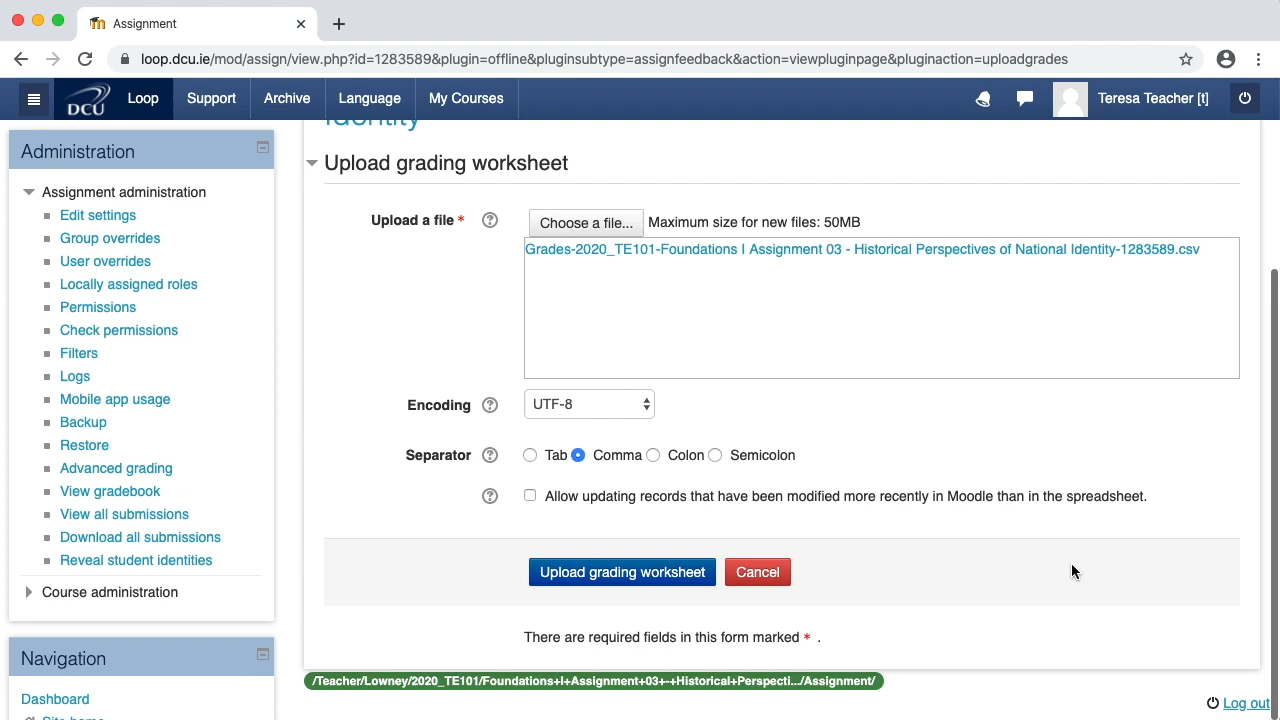 Assignment
loop.dcu.ie/mod/assign/view.php?id=1283589&plugin=offline&pluginsubtype=assignfeedback&action=viewpluginpage&pluginaction=uploadgrades
DCU Loop Support Archive Language My Courses Teresa Teacher [t]
Identity
Administration
Assignment administration
Edit settings
Group overrides
User overrides
Locally assigned roles
Permissions
Check permissions
Filters
Logs
Mobile app usage
Backup
Restore
Advanced grading
View gradebook
View all submissions
Download all submissions
Reveal student identities
Course administration
Navigation
Dashboard
Site home
Upload grading worksheet
Upload a file * Choose a file... Maximum size for new files: 50MB
Grades-2020_TE101-Foundations I Assignment 03 - Historical Perspectives of National Identity-1283589.csv
Encoding UTF-8
Separator Tab Comma Colon Semicolon
Allow updating records that have been modified more recently in Moodle than in the spreadsheet.
Upload grading worksheet Cancel
There are required fields in this form marked * .
/Teacher/Lowney/2020_TE101/Foundations+I+Assignment+03+-+Historical+Perspecti.../Assignment/
Log out